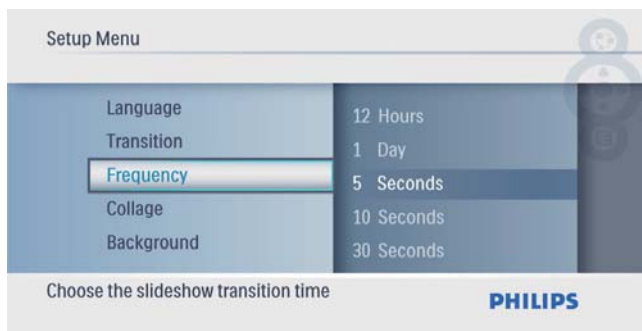 Setup Menu
Language
Transition
Frequency
Collage
Background
12 Hours
1 Day
5 Seconds
10 Seconds
30 Seconds
Choose the slideshow transition time
PHILIPS